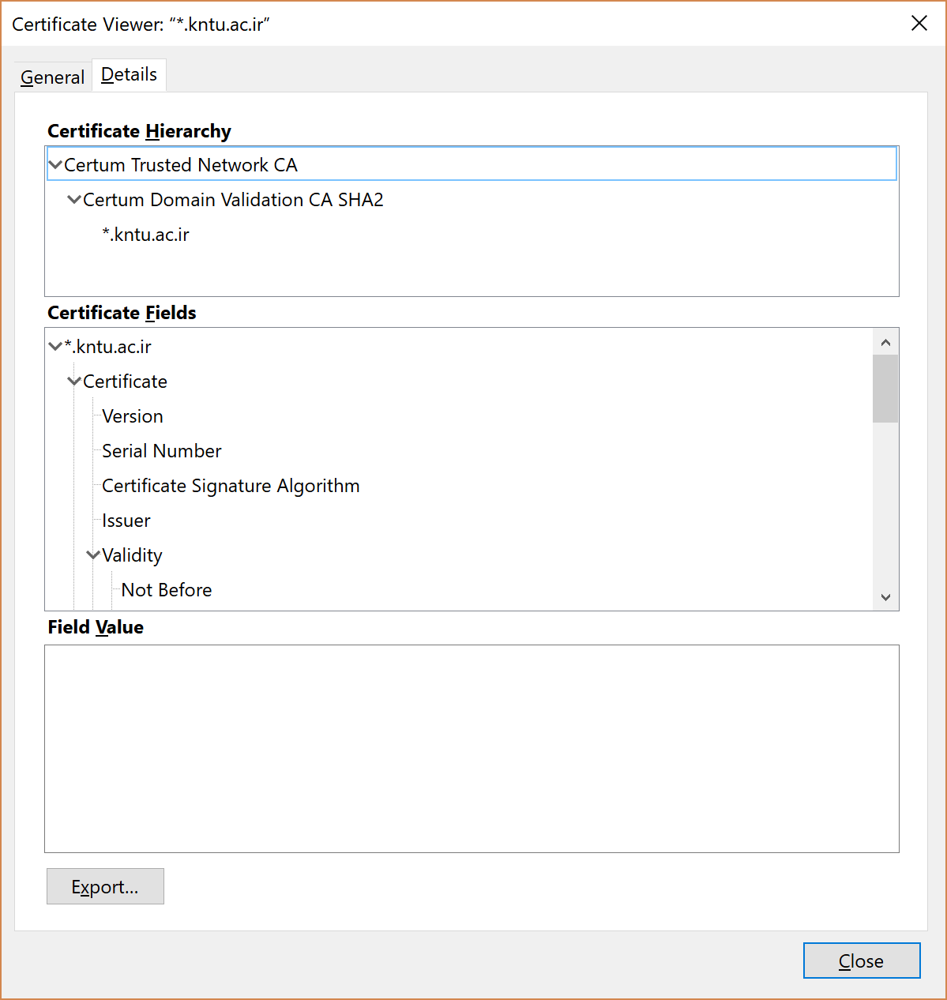 Certificate Viewer: “*.kntu.ac.ir”
General Details
Certificate Hierarchy
Certum Trusted Network CA
Certum Domain Validation CA SHA2
*.kntu.ac.ir
Certificate Fields
*.kntu.ac.ir
Certificate
Version
Serial Number
Certificate Signature Algorithm
Issuer
Validity
Not Before
Field Value
Export...
Close